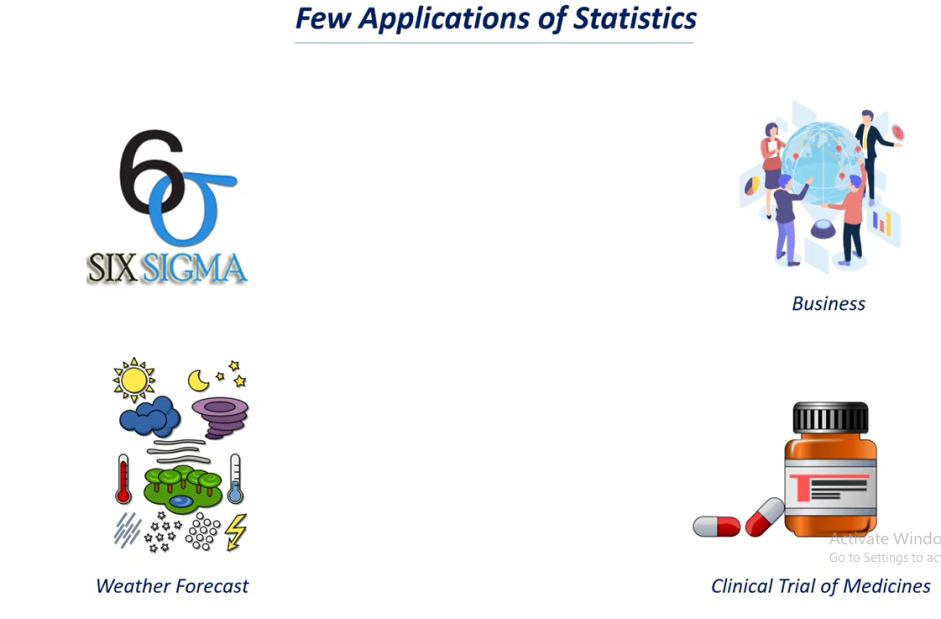 Few Applications of Statistics
6σ
SIX SIGMA
Business
Weather Forecast
T
Activate Windo
Go to Settings to act
Clinical Trial of Medicines